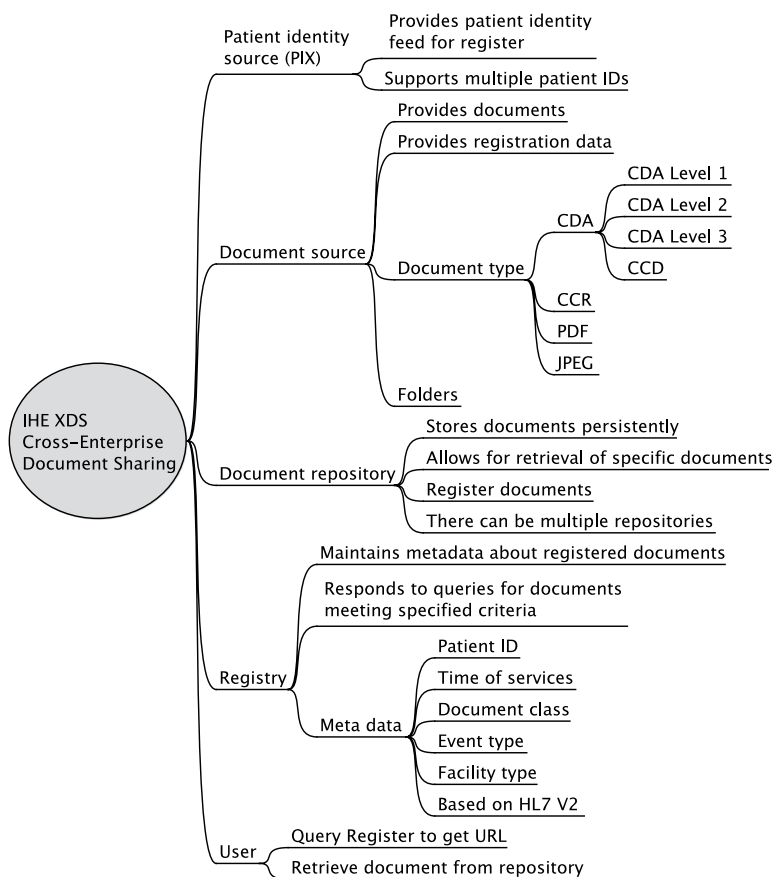 IHE XDS
Cross–Enterprise
Document Sharing
Patient identity
source (PIX)
Provides patient identity
feed for register
Supports multiple patient IDs
Document source
Provides documents
Provides registration data
Document type
CDA
CDA Level 1
CDA Level 2
CDA Level 3
CCD
CCR
PDF
JPEG
Folders
Document repository
Stores documents persistently
Allows for retrieval of specific documents
Register documents
There can be multiple repositories
Registry
Maintains metadata about registered documents
Responds to queries for documents
meeting specified criteria
Meta data
Patient ID
Time of services
Document class
Event type
Facility type
Based on HL7 V2
User
Query Register to get URL
Retrieve document from repository